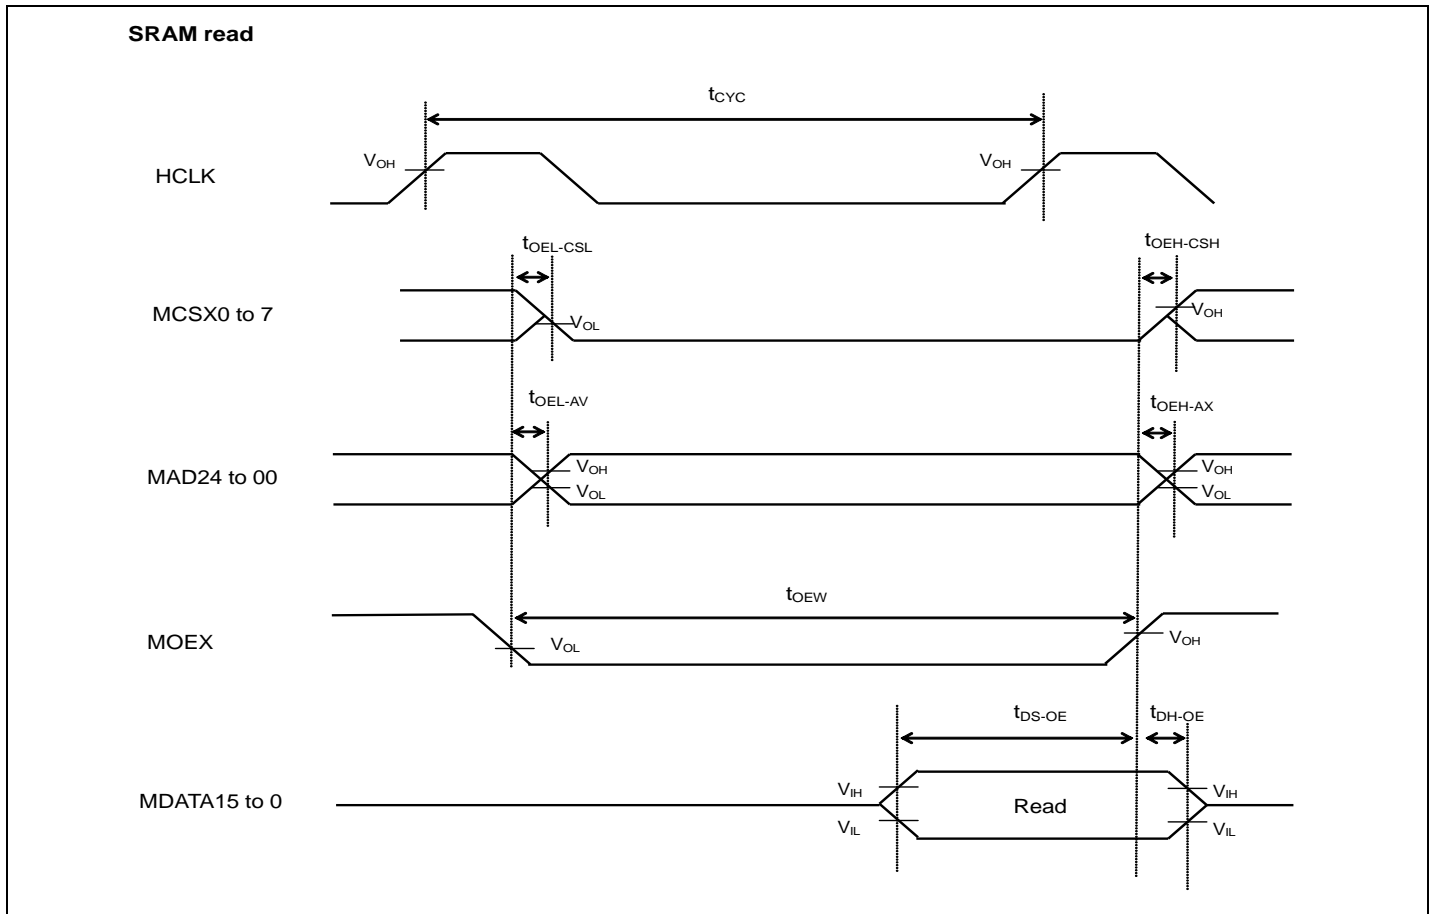 SRAM read
tCYC
VOH VOH
HCLK
tOEL-CSL tOEH-CSH
MCSX0 to 7
VOL VOH
tOEL-AV tOEH-AX
MAD24 to 00
VOH VOH
VOL VOL
tOEW
MOEX
VOL VOH
tDS-OE tDH-OE
VIH VIH
MDATA15 to 0 Read
VIL VIL